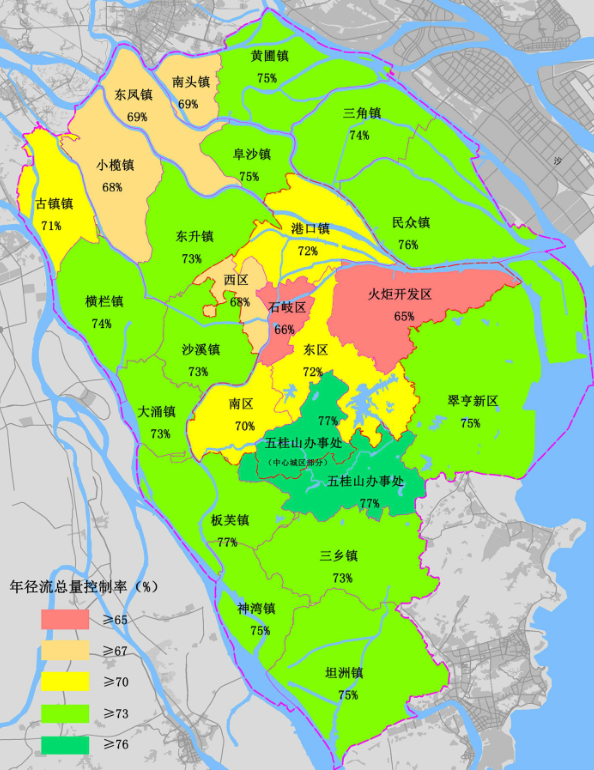 黄圃镇
75%
南头镇
69%
东凤镇
69%
三角镇
74%
小榄镇
68%
阜沙镇
75%
汐
古镇镇
71%
东升镇
73%
港口镇
72%
民众镇
76%
西区
68%
横栏镇
74%
石岐区
66%
火炬开发区
65%
沙溪镇
73%
东区
72%
大涌镇
73%
南区
70%
77%
翠亨新区
75%
五桂山办事处
(中心城区部分)
五桂山办事处
77%
板芙镇
77%
三乡镇
73%
神湾镇
75%
坦洲镇
75%
年径流总量控制率(%)
≥65
≥67
≥70
≥73
≥76